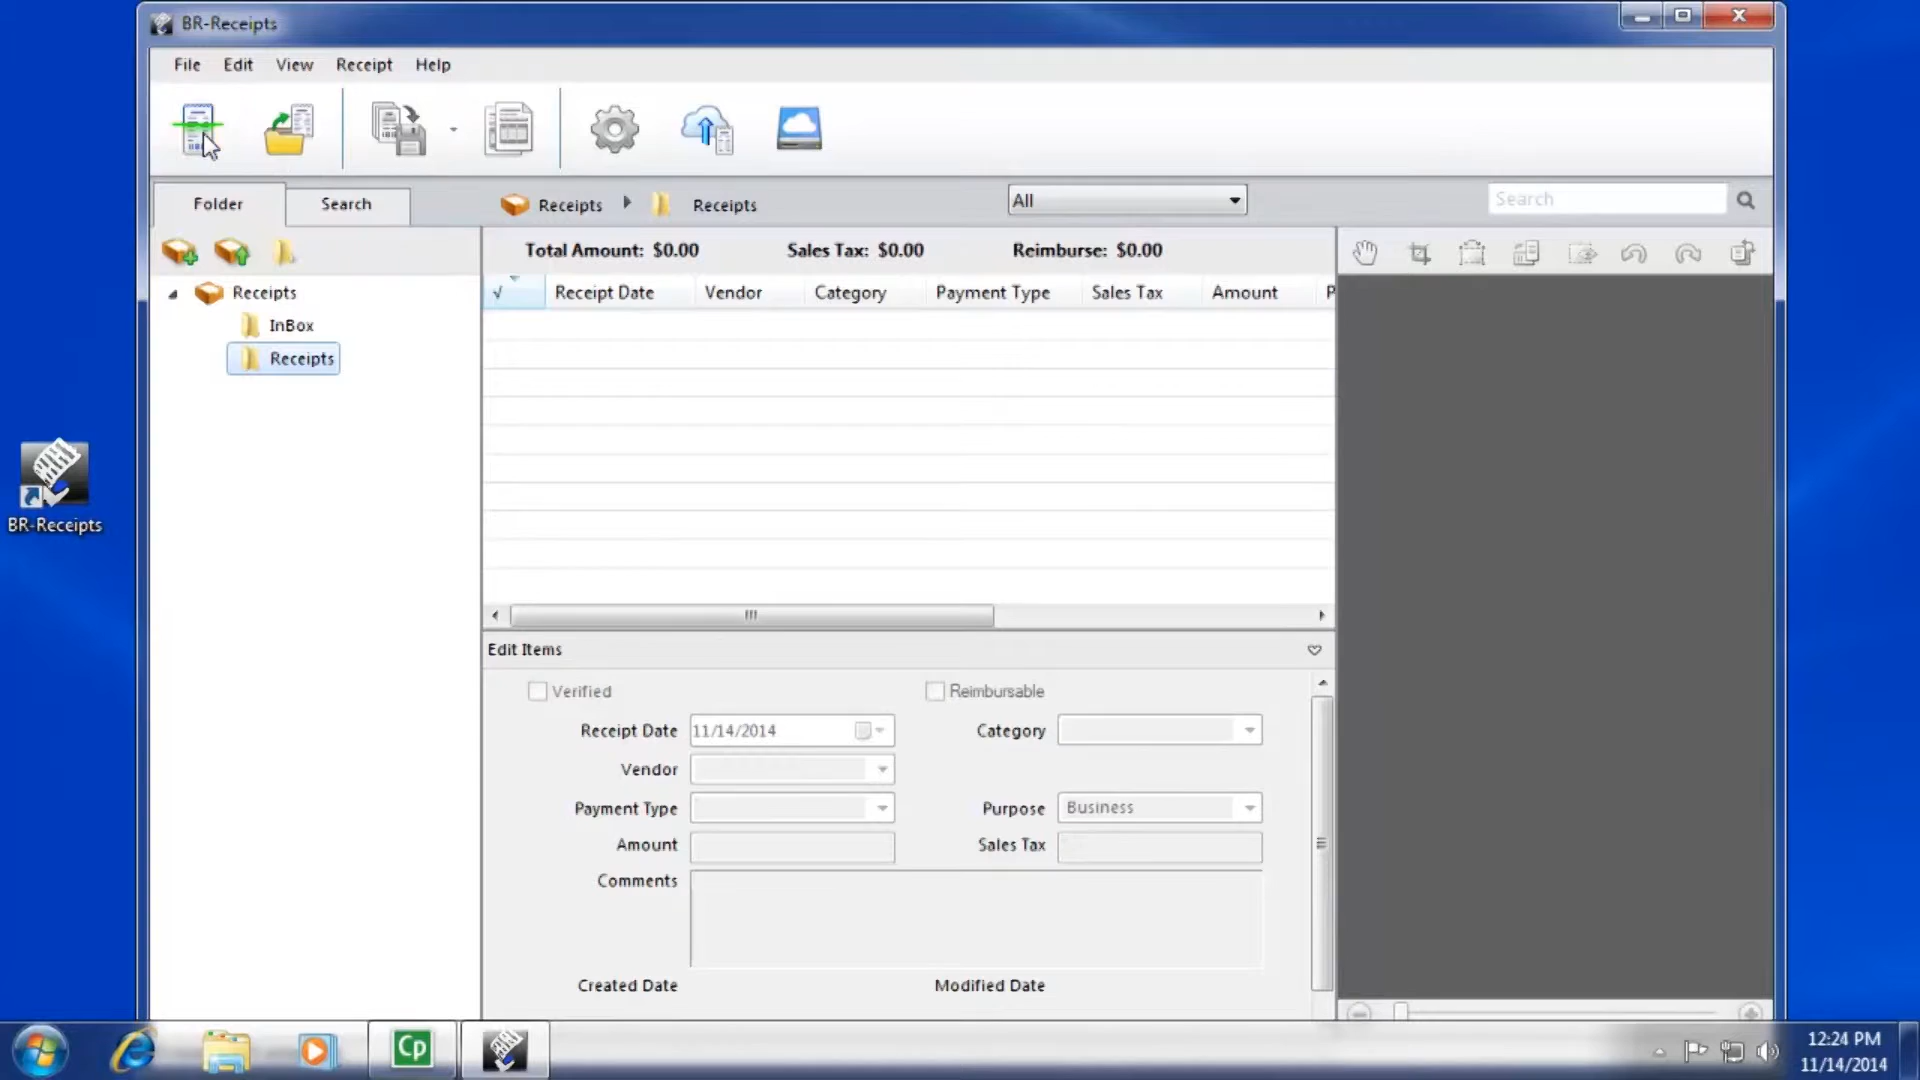 BR-Receipts
File Edit View Receipt Help
Folder Search Receipts Receipts All Search
Total Amount: $0.00 Sales Tax: $0.00 Reimburse: $0.00
√ Receipt Date Vendor Category Payment Type Sales Tax Amount P
Receipts
InBox
Receipts
BR-Receipts
Edit Items
Verified Reimbursable
Receipt Date 11/14/2014 Category
Vendor
Payment Type Purpose Business
Amount Sales Tax
Comments
Created Date Modified Date
Cp
12:24 PM
11/14/2014